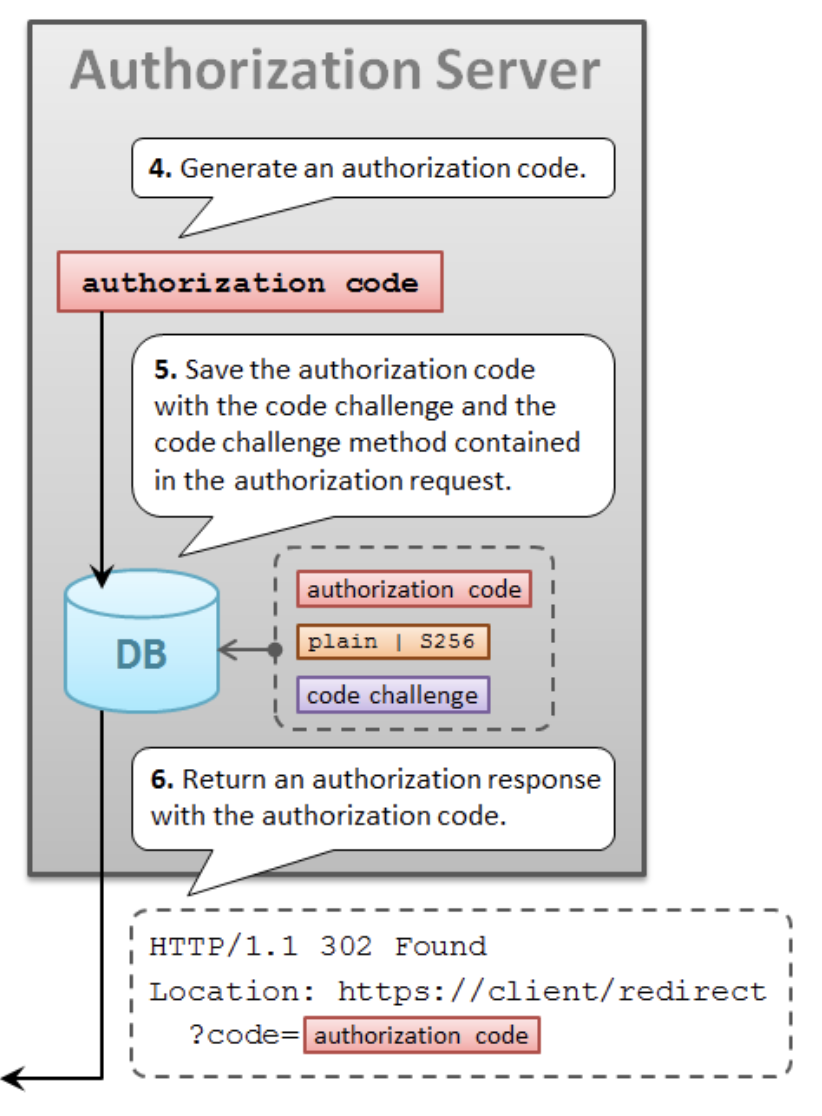 Authorization Server
4. Generate an authorization code.
authorization code
5. Save the authorization code
with the code challenge and the
code challenge method contained
in the authorization request.
DB
authorization code
plain | S256
code challenge
6. Return an authorization response
with the authorization code.
HTTP/1.1 302 Found
Location: https://client/redirect
?code= authorization code